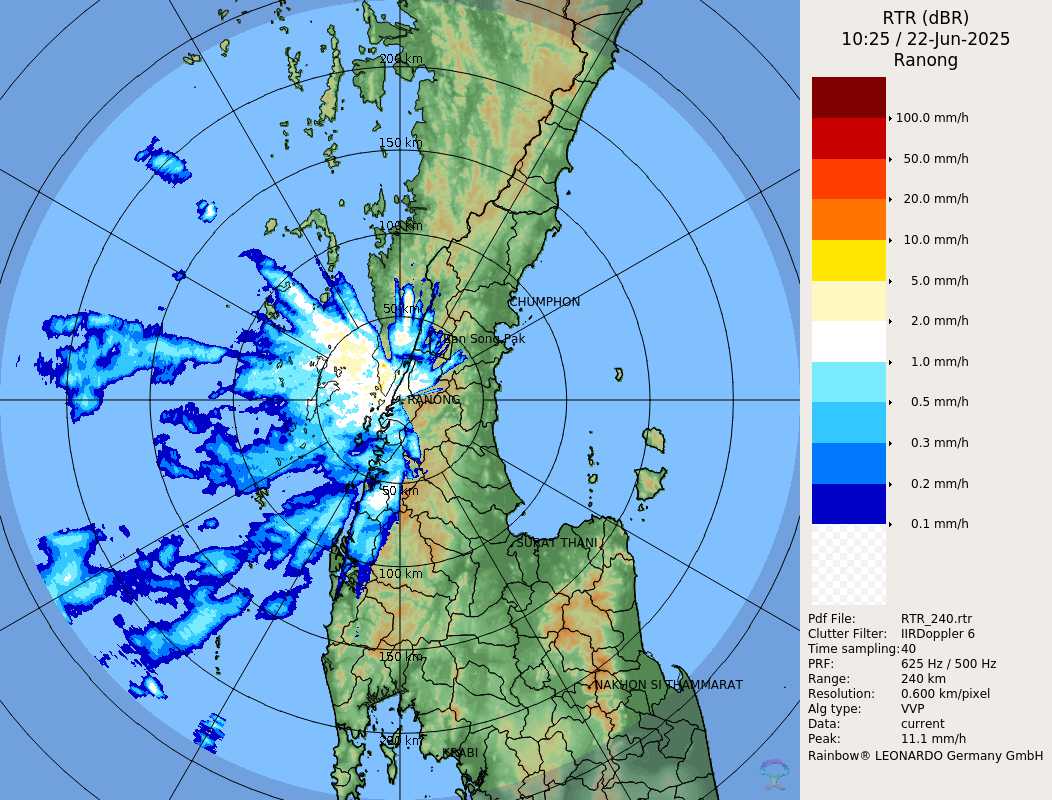 RTR (dBR)
10:25 / 22-Jun-2025
Ranong
100.0 mm/h
50.0 mm/h
20.0 mm/h
10.0 mm/h
5.0 mm/h
2.0 mm/h
1.0 mm/h
0.5 mm/h
0.3 mm/h
0.2 mm/h
0.1 mm/h
Pdf File: RTR_240.rtr
Clutter Filter: IIRDoppler 6
Time sampling:40
PRF: 625 Hz / 500 Hz
Range: 240 km
Resolution: 0.600 km/pixel
Alg type: VVP
Data: current
Peak: 11.1 mm/h
Rainbow® LEONARDO Germany GmbH
200 km
150 km
100 km
50 km
CHUMPHON
Ban Song Pak
RANONG
50 km
SURAT THANI
100 km
150 km
NAKHON SI THAMMARAT
200 km
KRABI